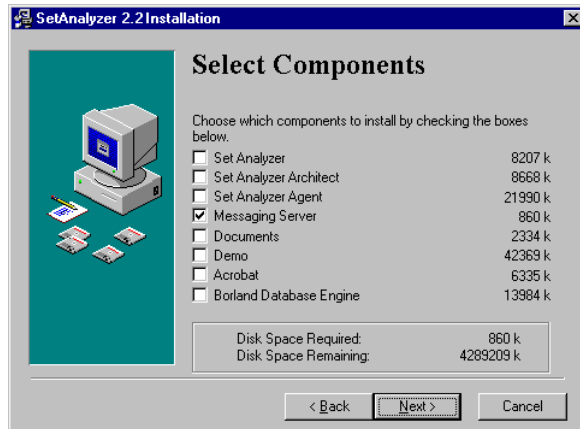 SetAnalyzer 2.2 Installation
Select Components
Choose which components to install by checking the boxes
below.
Set Analyzer 8207 k
Set Analyzer Architect 8668 k
Set Analyzer Agent 21990 k
Messaging Server 860 k
Documents 2334 k
Demo 42369 k
Acrobat 6335 k
Borland Database Engine 13984 k
Disk Space Required: 860 k
Disk Space Remaining: 4289209 k
< Back Next > Cancel